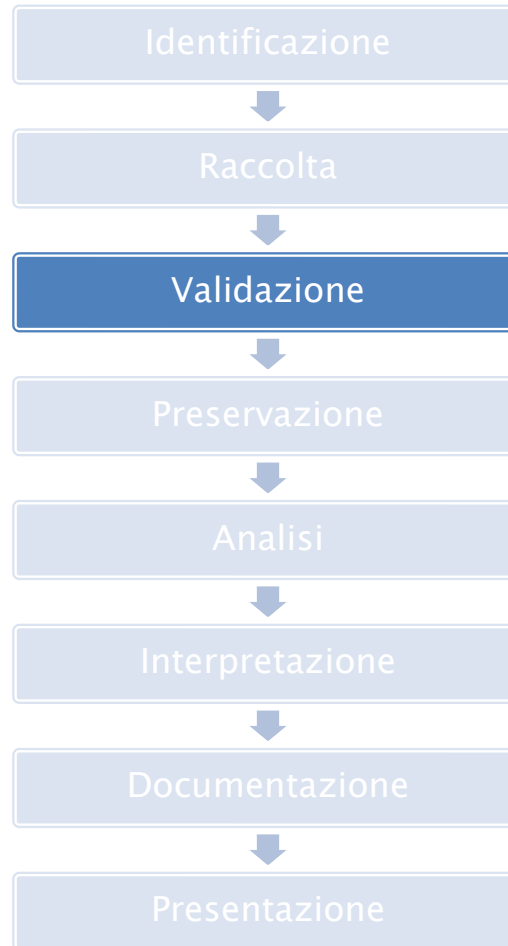 Identificazione
Raccolta
Validazione
Preservazione
Analisi
Interpretazione
Documentazione
Presentazione